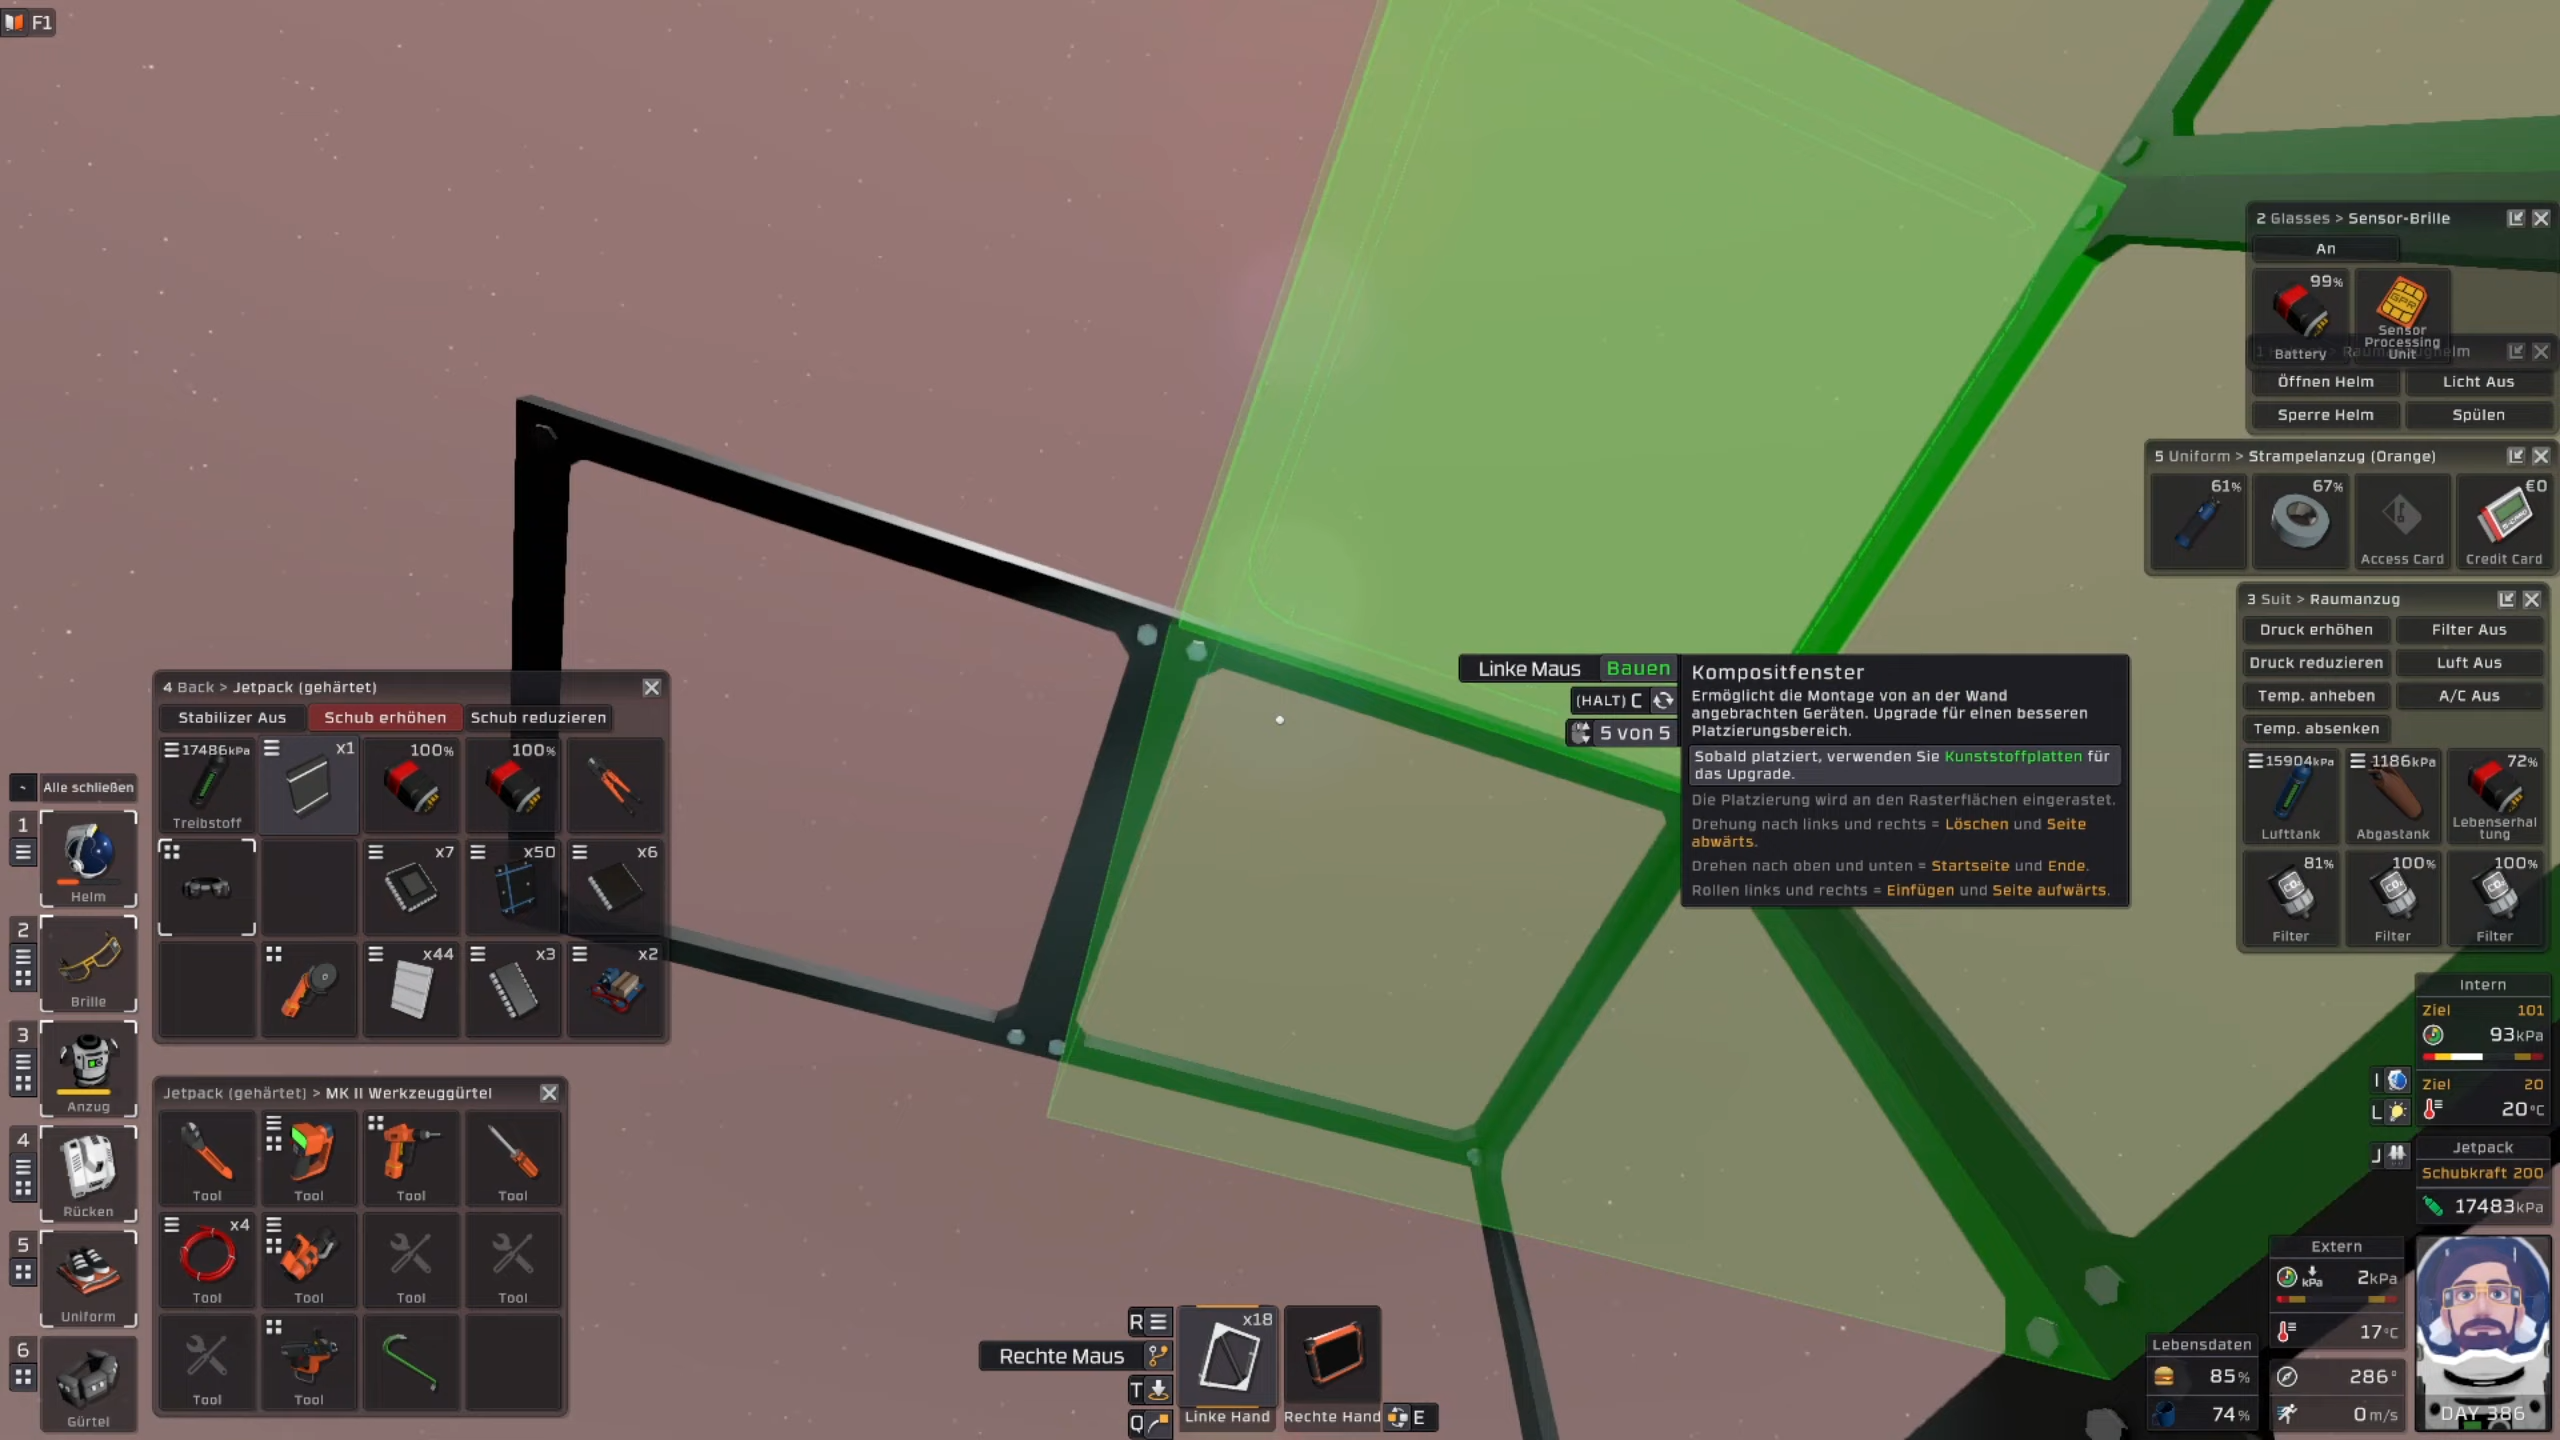 F1
2 Glasses > Sensor-Brille
An
99%
Battery
Sensor
Processing
Unit
Öffnen Helm
Licht Aus
Sperre Helm
Spülen
5 Uniform > Strampelanzug (Orange)
61%
67%
€0
Access Card
Credit Card
3 Suit > Raumanzug
Druck erhöhen
Filter Aus
Druck reduzieren
Luft Aus
Temp. anheben
A/C Aus
Temp. absenken
15904kPa
1186kPa
72%
Lufttank
Abgastank
Lebenserhal
tung
81%
100%
100%
Filter
Filter
Filter
Linke Maus
Bauen
(HALT) C
5 von 5
Kompositfenster
Ermöglicht die Montage von an der Wand
angebrachten Geräten. Upgrade für einen besseren
Platzierungsbereich.
Sobald platziert, verwenden Sie Kunststoffplatten für
das Upgrade.
Die Platzierung wird an den Rasterflächen eingerastet.
Drehung nach links und rechts = Löschen und Seite
abwärts.
Drehen nach oben und unten = Startseite und Ende.
Rollen links und rechts = Einfügen und Seite aufwärts.
4 Back > Jetpack (gehärtet)
Stabilizer Aus
Schub erhöhen
Schub reduzieren
17486kPa
x1
100%
100%
Treibstoff
x7
x50
x6
x44
x3
x2
Alle schließen
1
Helm
2
Brille
3
Anzug
4
Rücken
5
Uniform
6
Gürtel
Jetpack (gehärtet) > MK II Werkzeuggürtel
Tool
Tool
Tool
Tool
x4
Tool
Tool
Tool
Tool
Tool
Tool
R
x18
Rechte Maus
T
Q
Linke Hand
Rechte Hand
E
Intern
Ziel 101
93kPa
I
Ziel 20
L
20°C
Jetpack
J
Schubkraft 200
17483kPa
Extern
kPa
2kPa
17°C
Lebensdaten
85%
286°
74%
0m/s
DAY 386